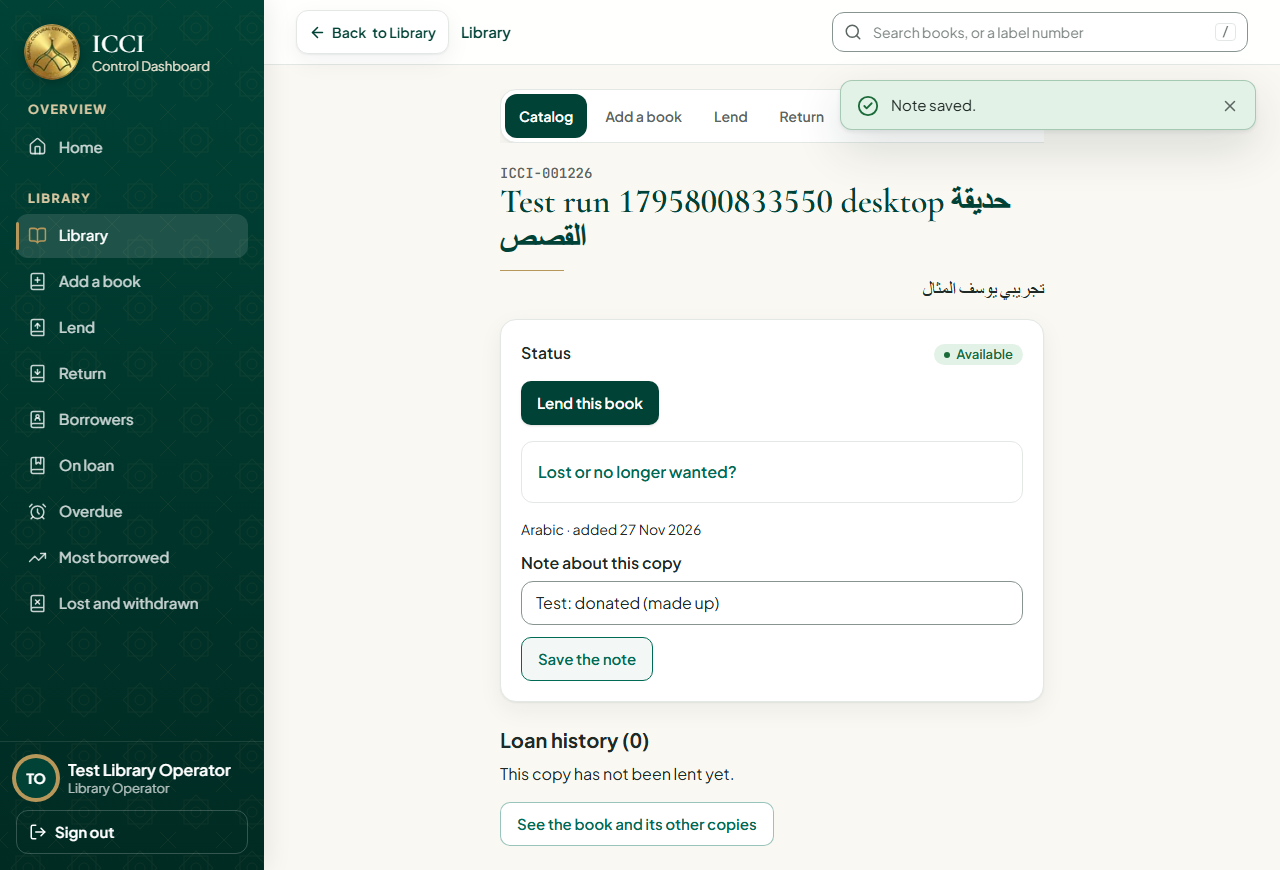 ICCI
Control Dashboard
OVERVIEW
Home
LIBRARY
Library
Add a book
Lend
Return
Borrowers
On loan
Overdue
Most borrowed
Lost and withdrawn
TO
Test Library Operator
Library Operator
Sign out
Back to Library
Library
Search books, or a label number
/
Note saved.
Catalog
Add a book
Lend
Return
ICCI-001226
Test run 1795800833550 desktop حديقة
القصص
تجريبي يوسف المثال
Status
Available
Lend this book
Lost or no longer wanted?
Arabic · added 27 Nov 2026
Note about this copy
Test: donated (made up)
Save the note
Loan history (0)
This copy has not been lent yet.
See the book and its other copies